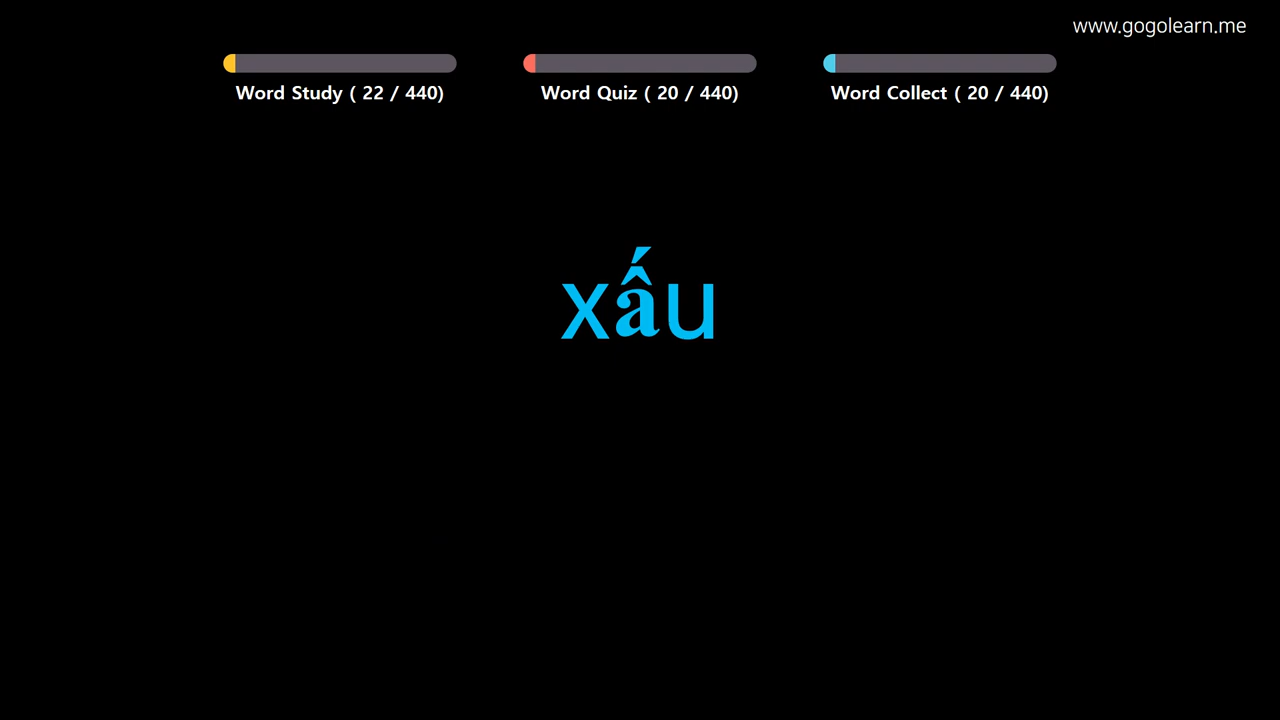 www.gogolearn.me
Word Study ( 22 / 440)
Word Quiz ( 20 / 440)
Word Collect ( 20 / 440)
xấu